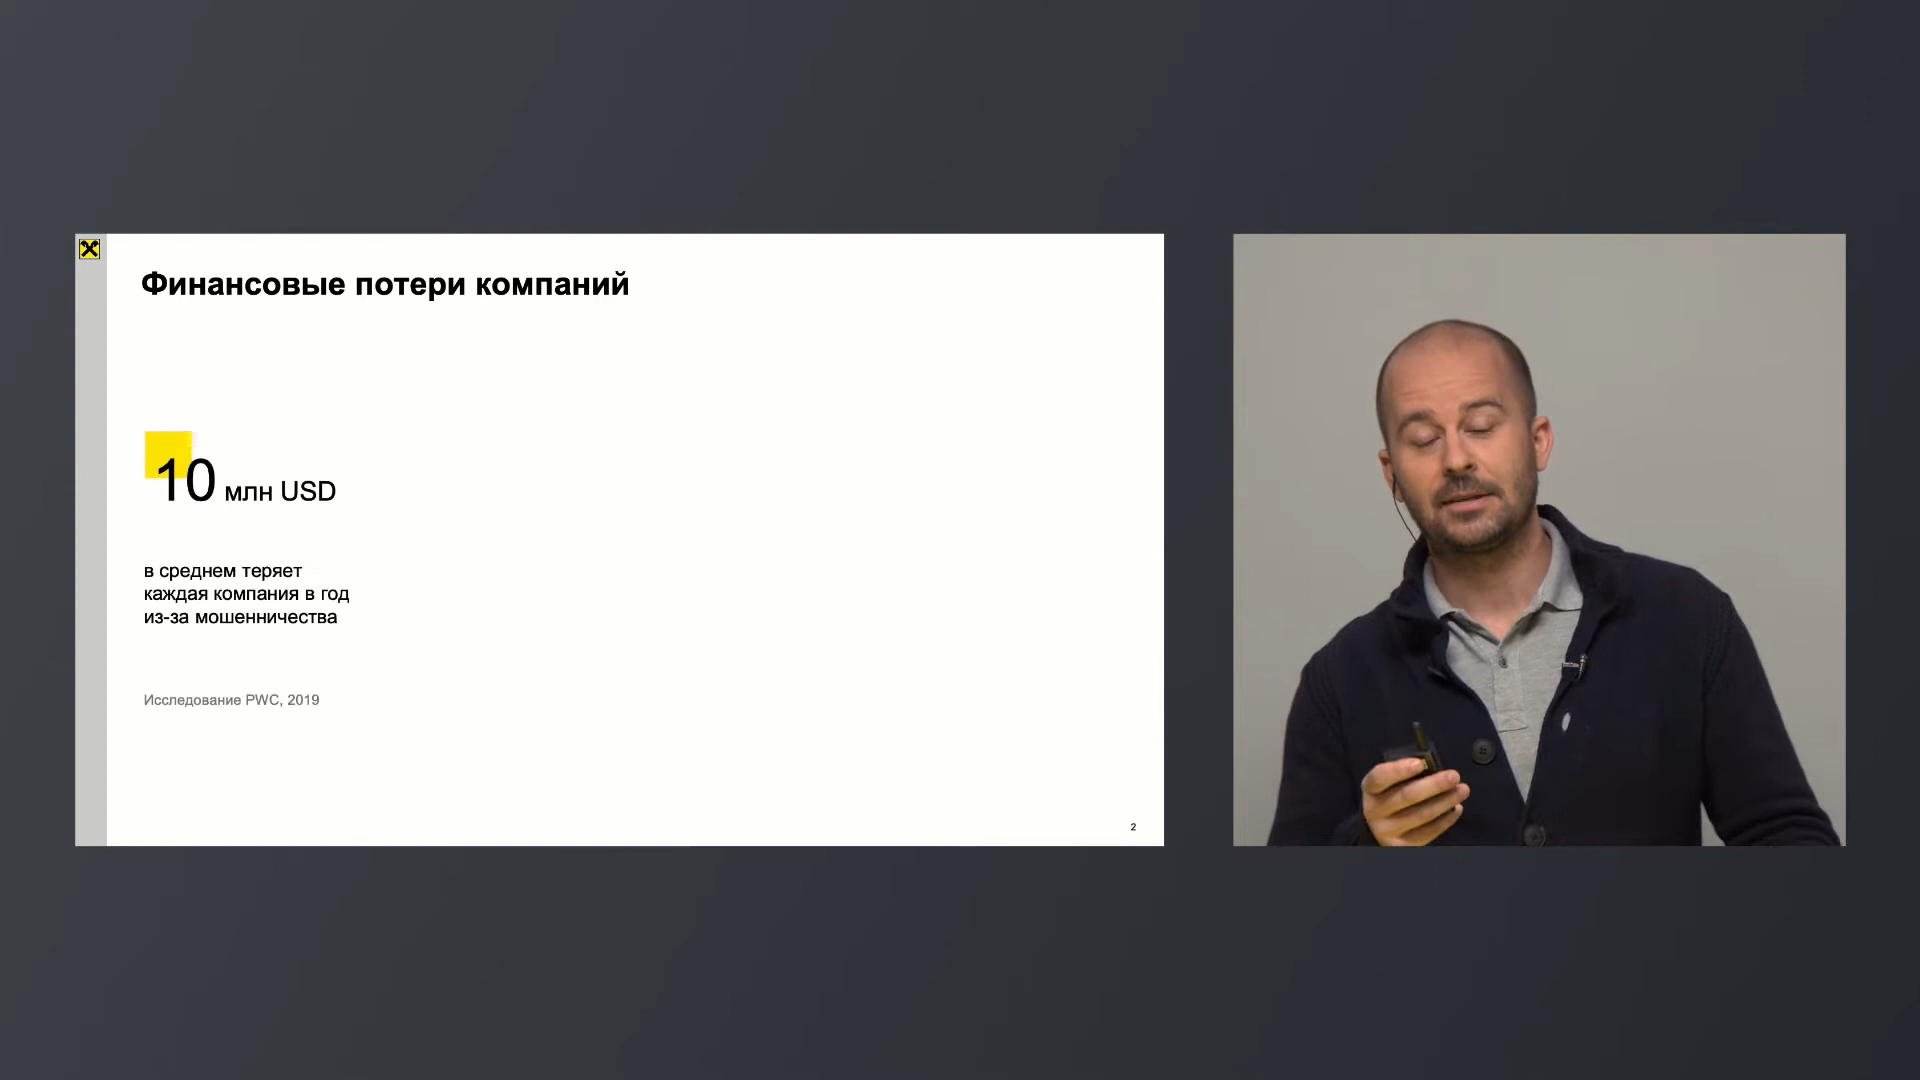 Финансовые потери компаний
10 млн USD
в среднем теряет
каждая компания в год
из-за мошенничества
Исследование PWC, 2019
2